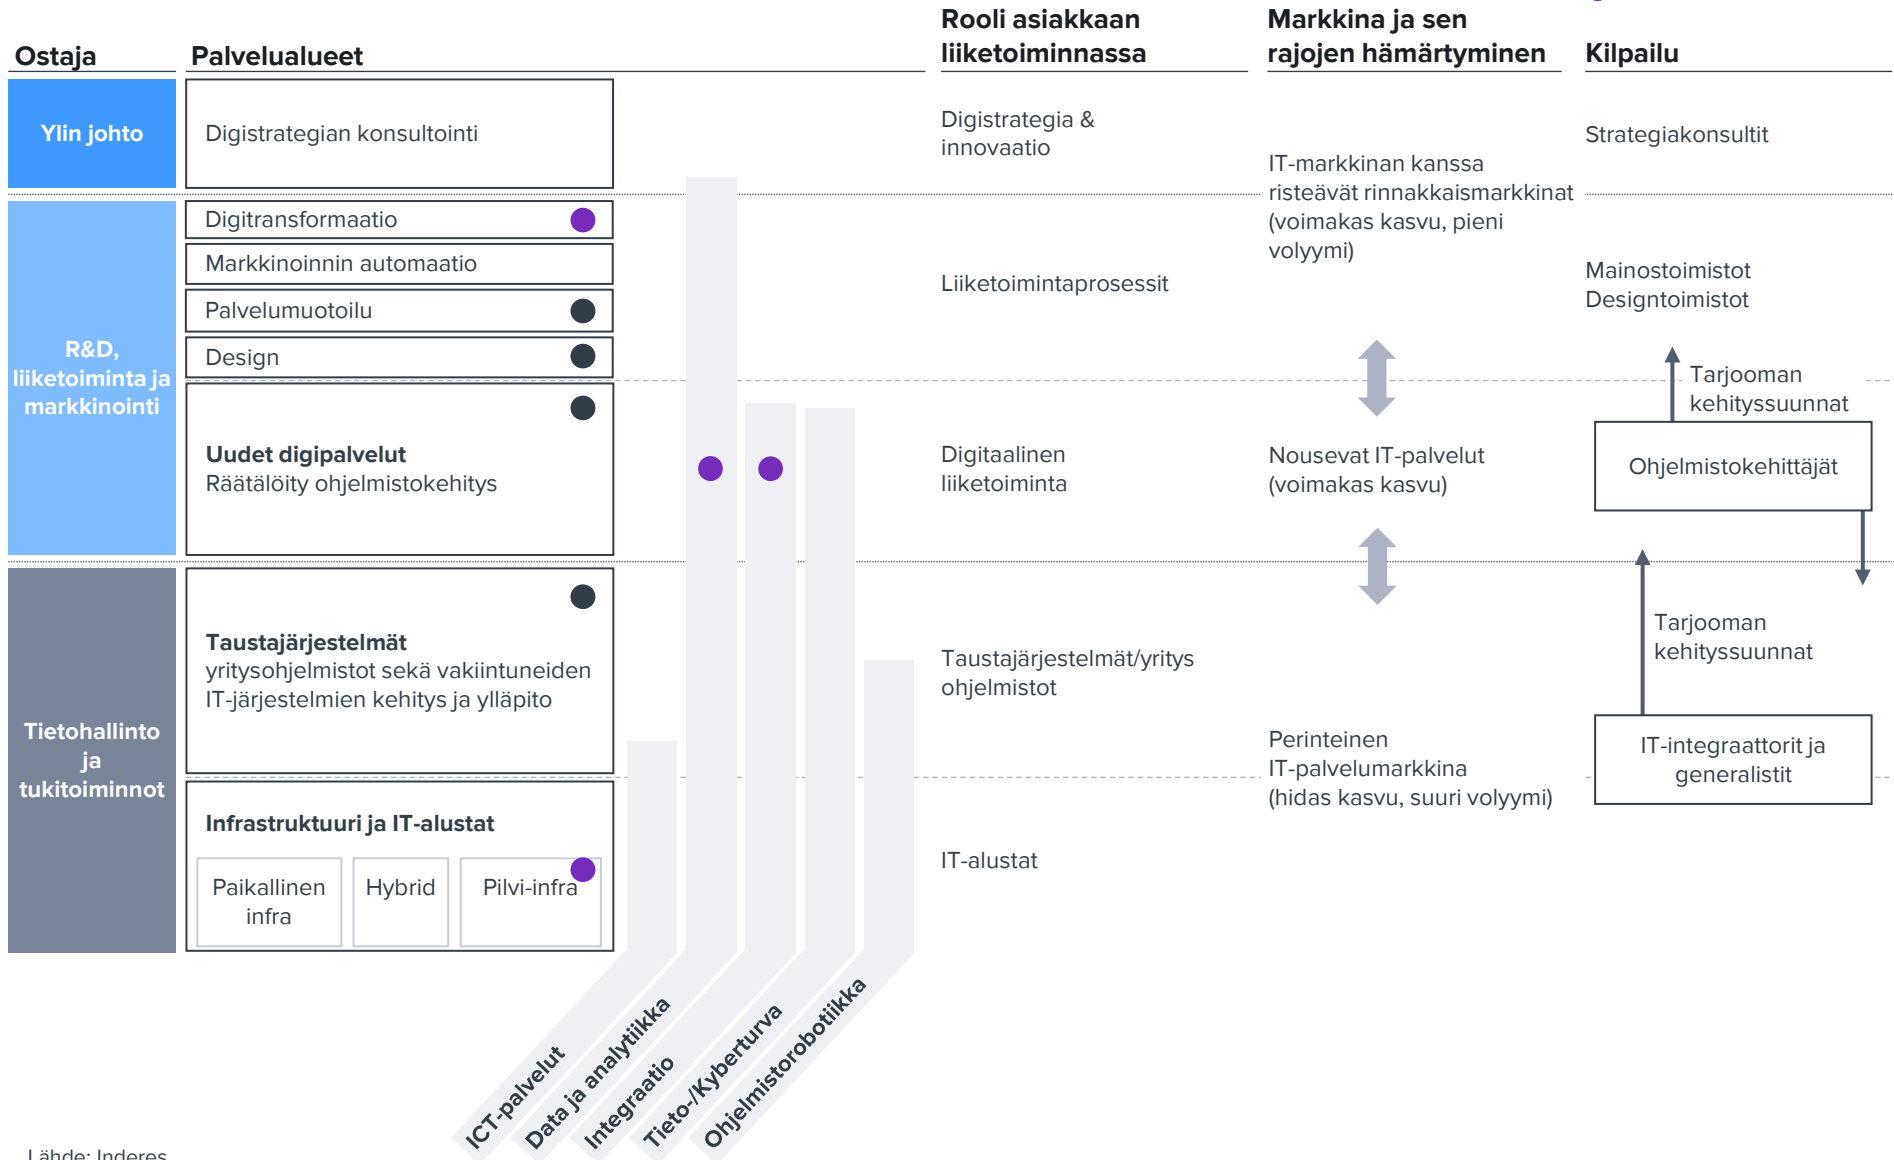 Ostaja
Palvelualueet
Rooli asiakkaan
liiketoiminnassa
Markkina ja sen
rajojen hämärtyminen
Kilpailu
Ylin johto
Digistrategian konsultointi
Digistrategia &
innovaatio
IT-markkinan kanssa
risteävät rinnakkaismarkkinat
(voimakas kasvu, pieni
volyymi)
Strategiakonsultit
R&D,
liiketoiminta ja
markkinointi
Digitransformaatio
Markkinoinnin automaatio
Palvelumuotoilu
Design
Liiketoimintaprosessit
Mainostoimistot
Designtoimistot
Tarjooman
kehityssuunnat
Uudet digipalvelut
Räätälöity ohjelmistokehitys
Digitaalinen
liiketoiminta
Nousevat IT-palvelut
(voimakas kasvu)
Ohjelmistokehittäjät
Tietohallinto
ja
tukitoiminnot
Taustajärjestelmät
yritysohjelmistot sekä vakiintuneiden
IT-järjestelmien kehitys ja ylläpito
Taustajärjestelmät/yritys
ohjelmistot
Tarjooman
kehityssuunnat
Perinteinen
IT-palvelumarkkina
(hidas kasvu, suuri volyymi)
IT-integraattorit ja
generalistit
Infrastruktuuri ja IT-alustat
Paikallinen
infra
Hybrid
Pilvi-infra
IT-alustat
ICT-palvelut
Data ja analytiikka
Integraatio
Tieto-/Kyberturva
Ohjelmistorobotiikka
Lähde: Inderes